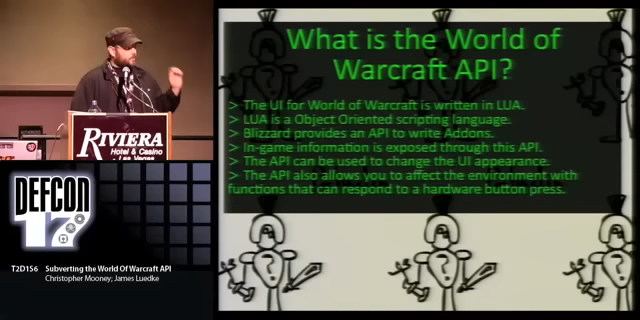 What is the World of
Warcraft API?
> The UI for World of Warcraft is written in LUA.
> LUA is a Object Oriented scripting language.
> Blizzard provides an API to write Addons.
> In-game information is exposed through this API.
> The API can be used to change the UI appearance.
> The API also allows you to affect the environment with
functions that can respond to a hardware button press.
RIVIERA
Hotel & Casino
Las Vegas
DEFCON
17
T2D1S6 Subverting the World Of Warcraft API
Christopher Mooney; James Luedke
? ? ?